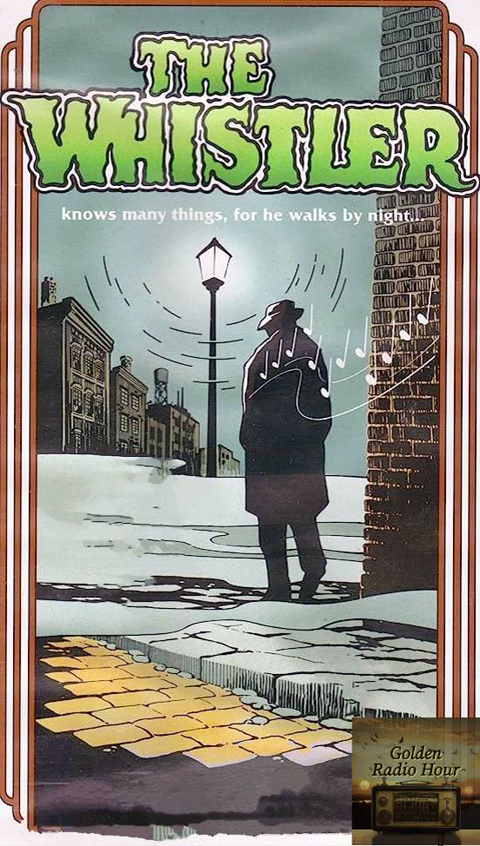 THE
WHISTLER
knows many things, for he walks by night...
Golden
Radio Hour